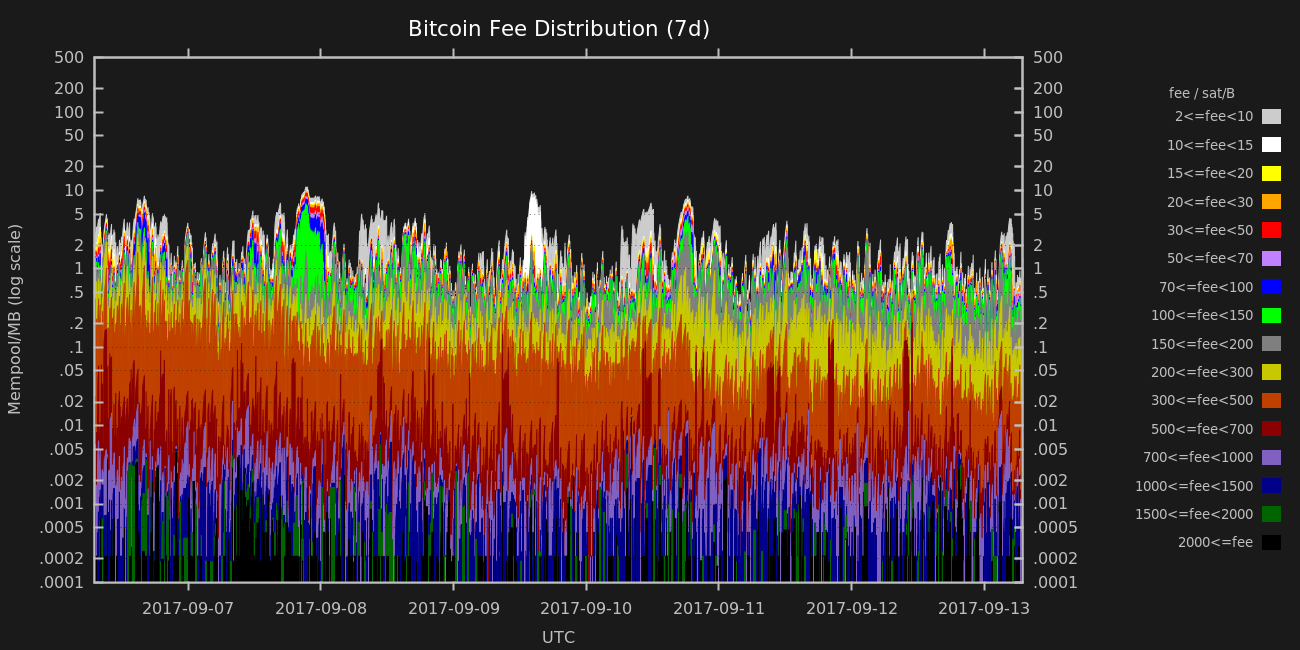 Bitcoin Fee Distribution (7d)
Mempool/MB (log scale)
500
200
100
50
20
10
5
2
1
.5
.2
.1
.05
.02
.01
.005
.002
.001
.0005
.0002
.0001
500
200
100
50
20
10
5
2
1
.5
.2
.1
.05
.02
.01
.005
.002
.001
.0005
.0002
.0001
2017-09-07 2017-09-08 2017-09-09 2017-09-10 2017-09-11 2017-09-12 2017-09-13
UTC
fee / sat/B
2<=fee<10
10<=fee<15
15<=fee<20
20<=fee<30
30<=fee<50
50<=fee<70
70<=fee<100
100<=fee<150
150<=fee<200
200<=fee<300
300<=fee<500
500<=fee<700
700<=fee<1000
1000<=fee<1500
1500<=fee<2000
2000<=fee